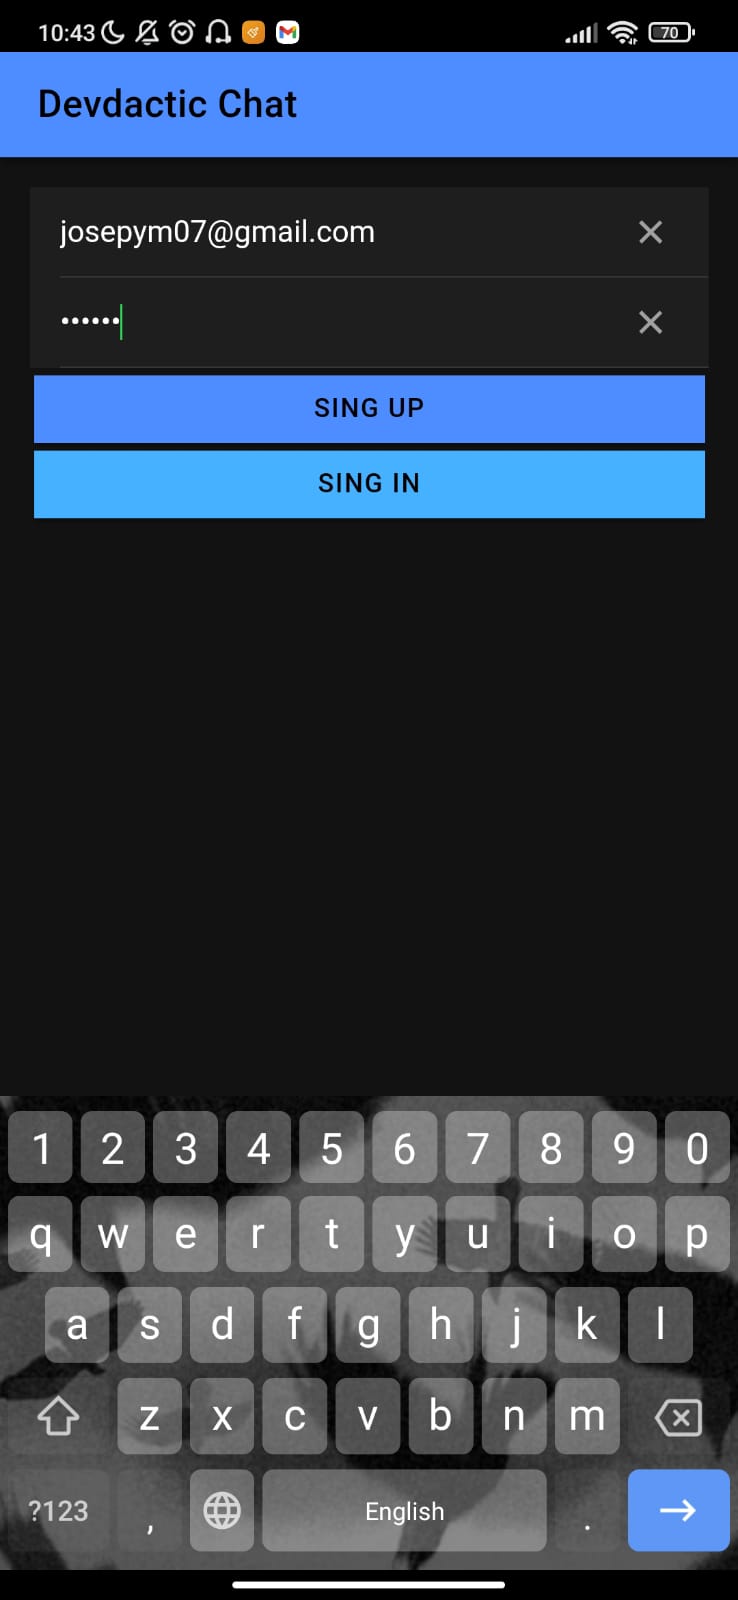 10:43
70
Devdactic Chat
josepym07@gmail.com
••••••
SING UP
SING IN
1 2 3 4 5 6 7 8 9 0
q w e r t y u i o p
a s d f g h j k l
z x c v b n m
?123 , English .